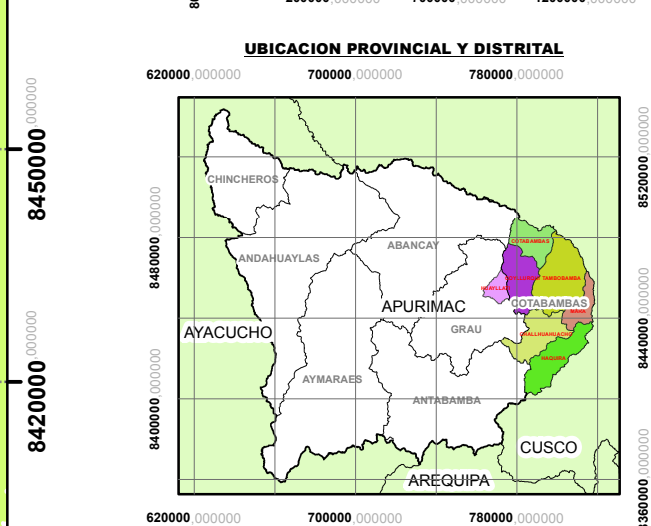 UBICACION PROVINCIAL Y DISTRITAL
620000,000000 700000,000000 780000,000000
8450000,000000
8420000,000000
8480000,000000
8400000,000000
8520000,000000
8440000,000000
8360000,000000
CHINCHEROS
ANDAHUAYLAS
ABANCAY
COTABAMBAS
TAMBOBAMBA
COTABAMBAS
MARA
APURIMAC
GRAU
CHALLHUAHUACHO
HAQUIRA
AYACUCHO
AYMARAES
ANTABAMBA
CUSCO
AREQUIPA
620000,000000 700000,000000 780000,000000